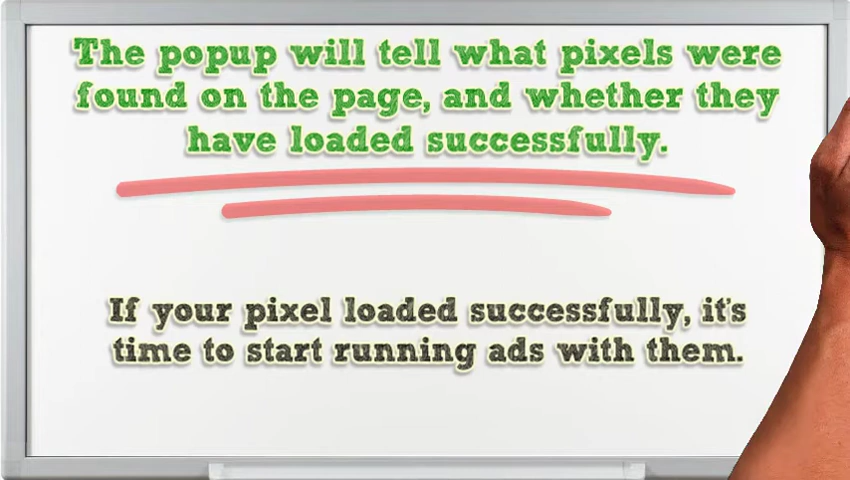 The popup will tell what pixels were
found on the page, and whether they
have loaded successfully.
If your pixel loaded successfully, it's
time to start running ads with them.